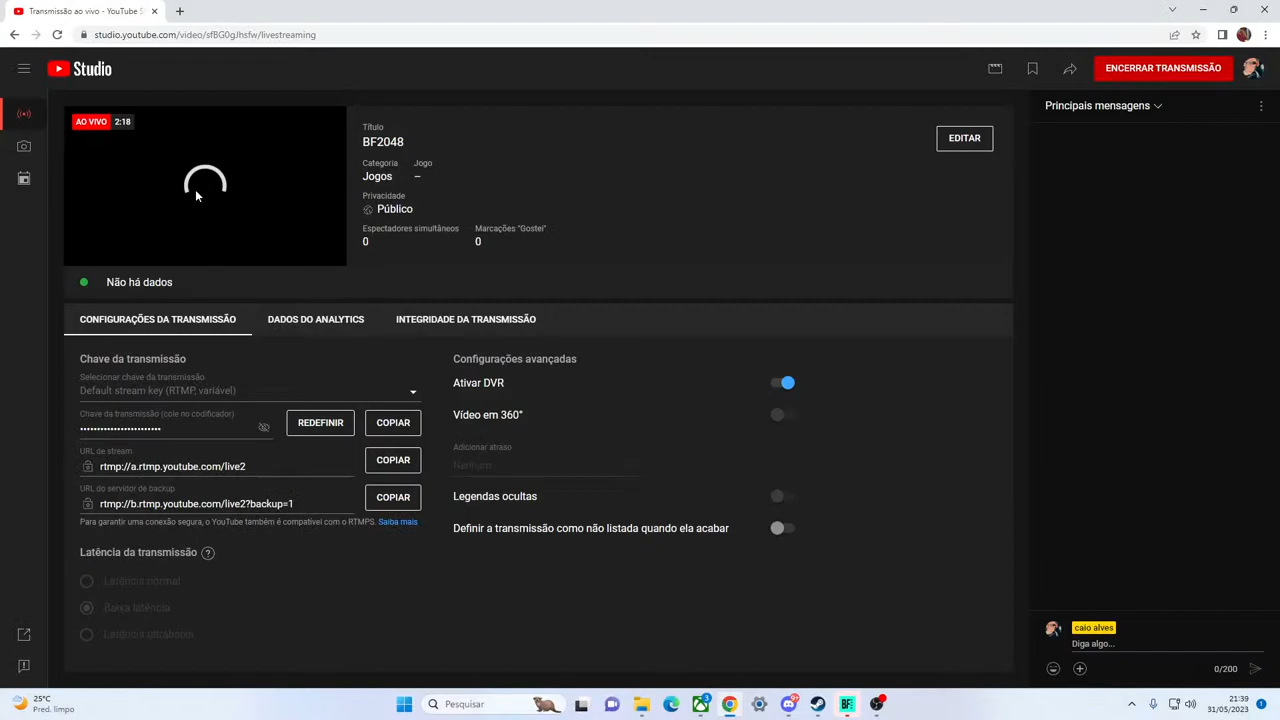 Transmissão ao vivo - YouTube S
studio.youtube.com/video/sfBG0gJhsfw/livestreaming
Studio
ENCERRAR TRANSMISSÃO
AO VIVO 2:18
Título
BF2048
EDITAR
Categoria Jogo
Jogos –
Privacidade
Público
Espectadores simultâneos Marcações "Gostei"
0 0
Não há dados
CONFIGURAÇÕES DA TRANSMISSÃO DADOS DO ANALYTICS INTEGRIDADE DA TRANSMISSÃO
Chave da transmissão
Selecionar chave da transmissão
Default stream key (RTMP, variável)
Chave da transmissão (cole no codificador)
••••••••••••••••••••••••
REDEFINIR COPIAR
URL de stream
rtmp://a.rtmp.youtube.com/live2
COPIAR
URL do servidor de backup
rtmp://b.rtmp.youtube.com/live2?backup=1
COPIAR
Para garantir uma conexão segura, o YouTube também é compatível com o RTMPS. Saiba mais
Latência da transmissão ?
Latência normal
Baixa latência
Latência ultrabaixa
Configurações avançadas
Ativar DVR
Vídeo em 360°
Adicionar atraso
Nenhum
Legendas ocultas
Definir a transmissão como não listada quando ela acabar
Principais mensagens
caio alves
Diga algo...
0/200
25°C
Pred. limpo
Pesquisar
3
9+
BF
21:39
31/05/2023
1